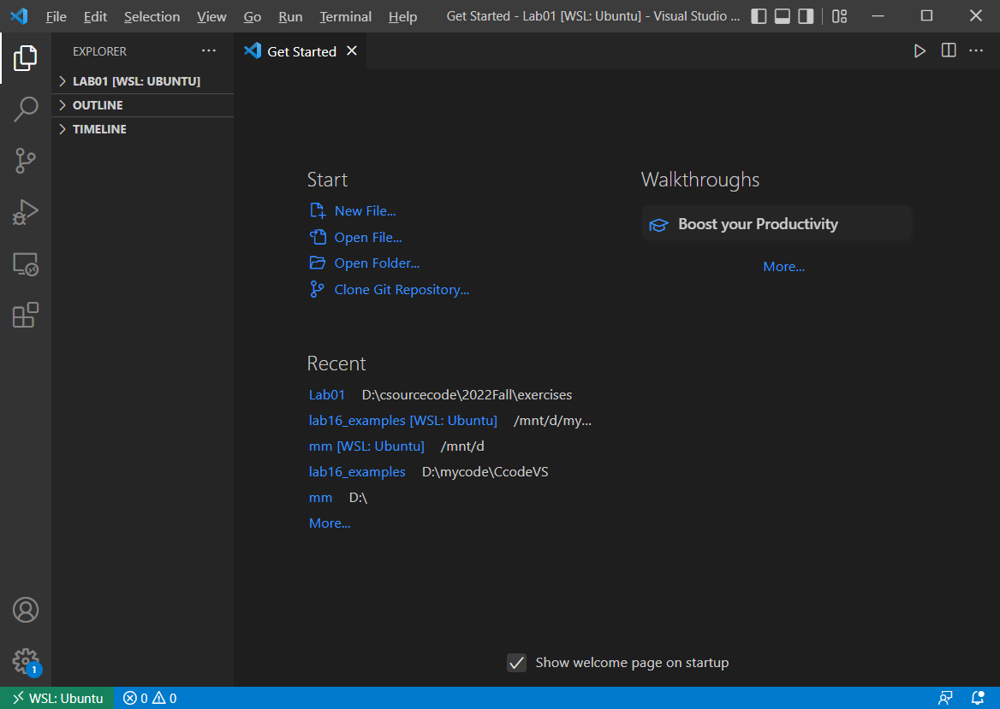 File Edit Selection View Go Run Terminal Help Get Started - Lab01 [WSL: Ubuntu] - Visual Studio ...
EXPLORER
Get Started
LAB01 [WSL: UBUNTU]
OUTLINE
TIMELINE
Start
New File...
Open File...
Open Folder...
Clone Git Repository...
Walkthroughs
Boost your Productivity
More...
Recent
Lab01 D:\csourcecode\2022Fall\exercises
lab16_examples [WSL: Ubuntu] /mnt/d/my...
mm [WSL: Ubuntu] /mnt/d
lab16_examples D:\mycode\CcodeVS
mm D:\
More...
Show welcome page on startup
1
WSL: Ubuntu 0 0